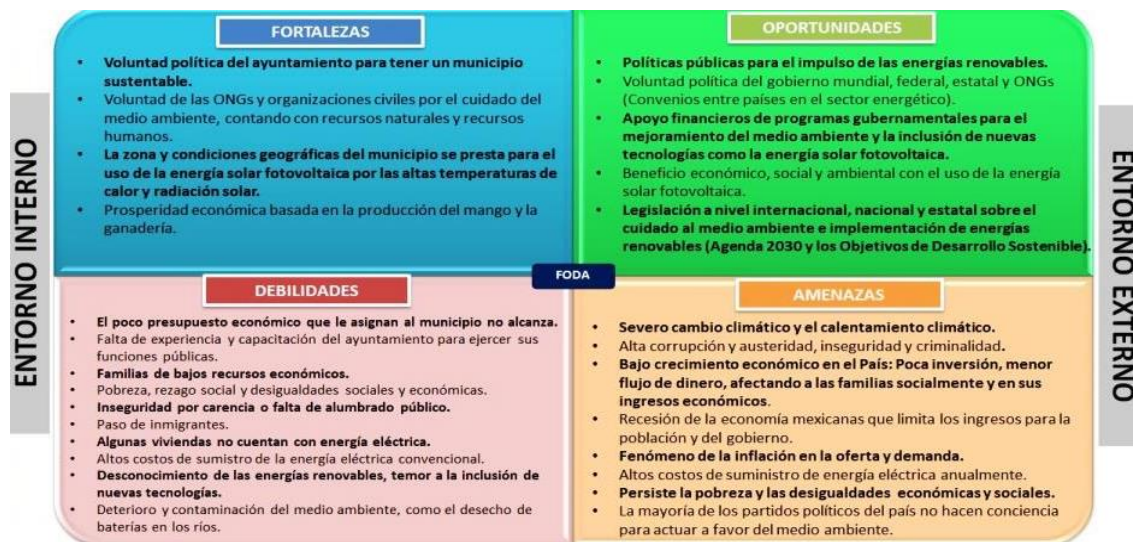 ENTORNO INTERNO
FORTALEZAS
• Voluntad política del ayuntamiento para tener un municipio
sustentable.
• Voluntad de las ONGs y organizaciones civiles por el cuidado del
medio ambiente, contando con recursos naturales y recursos
humanos.
• La zona y condiciones geográficas del municipio se presta para el
uso de la energía solar fotovoltaica por las altas temperaturas de
calor y radiación solar.
• Prosperidad económica basada en la producción del mango y la
ganadería.
OPORTUNIDADES
• Políticas públicas para el impulso de las energías renovables.
• Voluntad política del gobierno mundial, federal, estatal y ONGs
(Convenios entre países en el sector energético).
• Apoyo financieros de programas gubernamentales para el
mejoramiento del medio ambiente y la inclusión de nuevas
tecnologías como la energía solar fotovoltaica.
• Beneficio económico, social y ambiental con el uso de la energía
solar fotovoltaica.
• Legislación a nivel internacional, nacional y estatal sobre el
cuidado al medio ambiente e implementación de energías
renovables (Agenda 2030 y los Objetivos de Desarrollo Sostenible).
FODA
DEBILIDADES
• El poco presupuesto económico que le asignan al municipio no alcanza.
• Falta de experiencia y capacitación del ayuntamiento para ejercer sus
funciones públicas.
• Familias de bajos recursos económicos.
• Pobreza, rezago social y desigualdades sociales y económicas.
• Inseguridad por carencia o falta de alumbrado público.
• Paso de inmigrantes.
• Algunas viviendas no cuentan con energía eléctrica.
• Altos costos de sumistro de la energía eléctrica convencional.
• Desconocimiento de las energías renovables, temor a la inclusión de
nuevas tecnologías.
• Deterioro y contaminación del medio ambiente, como el desecho de
baterías en los ríos.
AMENAZAS
• Severo cambio climático y el calentamiento climático.
• Alta corrupción y austeridad, inseguridad y criminalidad.
• Bajo crecimiento económico en el País: Poca inversión, menor
flujo de dinero, afectando a las familias socialmente y en sus
ingresos económicos.
• Recesión de la economía mexicanas que limita los ingresos para la
población y del gobierno.
• Fenómeno de la inflación en la oferta y demanda.
• Altos costos de suministro de energía eléctrica anualmente.
• Persiste la pobreza y las desigualdades económicas y sociales.
• La mayoría de los partidos políticos del país no hacen conciencia
para actuar a favor del medio ambiente.
ENTORNO EXTERNO